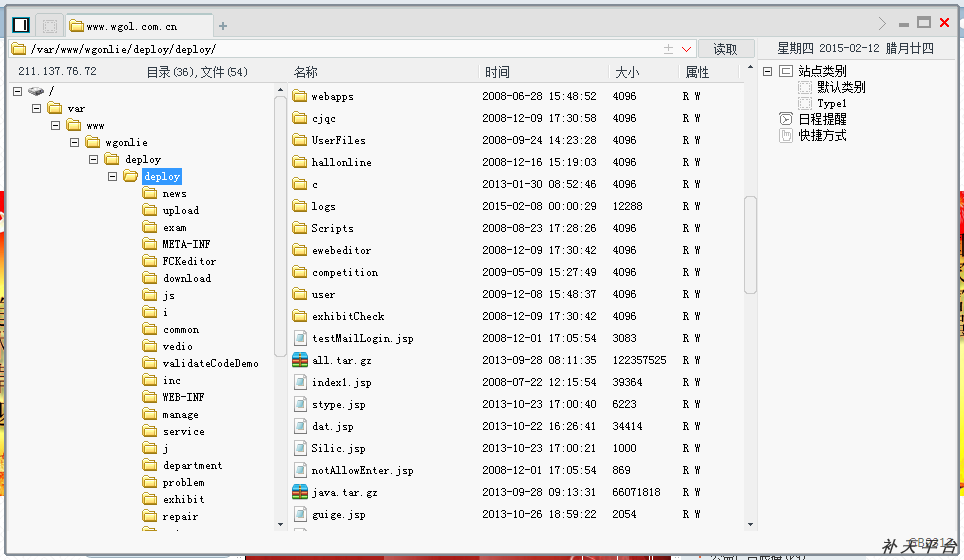 www.wgol.com.cn
/var/www/wgonlie/deploy/deploy/
读取
星期四 2015-02-12 腊月廿四
211.137.76.72 目录(36),文件(54)
名称 时间 大小 属性
/
var
www
wgonlie
deploy
deploy
news
upload
exam
META-INF
FCKeditor
download
js
i
common
vedio
validateCodeDemo
inc
WEB-INF
manage
service
j
department
problem
exhibit
repair
webapps 2008-06-28 15:48:52 4096 R W
cjqc 2008-12-09 17:30:58 4096 R W
UserFiles 2008-09-24 14:23:28 4096 R W
hallonline 2008-12-16 15:19:03 4096 R W
c 2013-01-30 08:52:46 4096 R W
logs 2015-02-08 00:00:29 12288 R W
Scripts 2008-08-23 17:28:26 4096 R W
ewebeditor 2008-12-09 17:30:42 4096 R W
competition 2009-05-09 15:27:49 4096 R W
user 2009-12-08 15:48:37 4096 R W
exhibitCheck 2008-12-09 17:30:42 4096 R W
testMailLogin.jsp 2008-12-01 17:05:54 3083 R W
all.tar.gz 2013-09-28 08:11:35 122357525 R W
index1.jsp 2008-07-22 12:15:54 39364 R W
stype.jsp 2013-10-23 17:00:40 6223 R W
dat.jsp 2013-10-22 16:26:41 34414 R W
Silic.jsp 2013-10-23 17:00:21 1000 R W
notAllowEnter.jsp 2008-12-01 17:05:54 869 R W
java.tar.gz 2013-09-28 09:13:31 66071818 R W
guige.jsp 2013-10-26 18:59:22 2054 R W
站点类别
默认类别
Type1
日程提醒
快捷方式
GB2312
补天平台